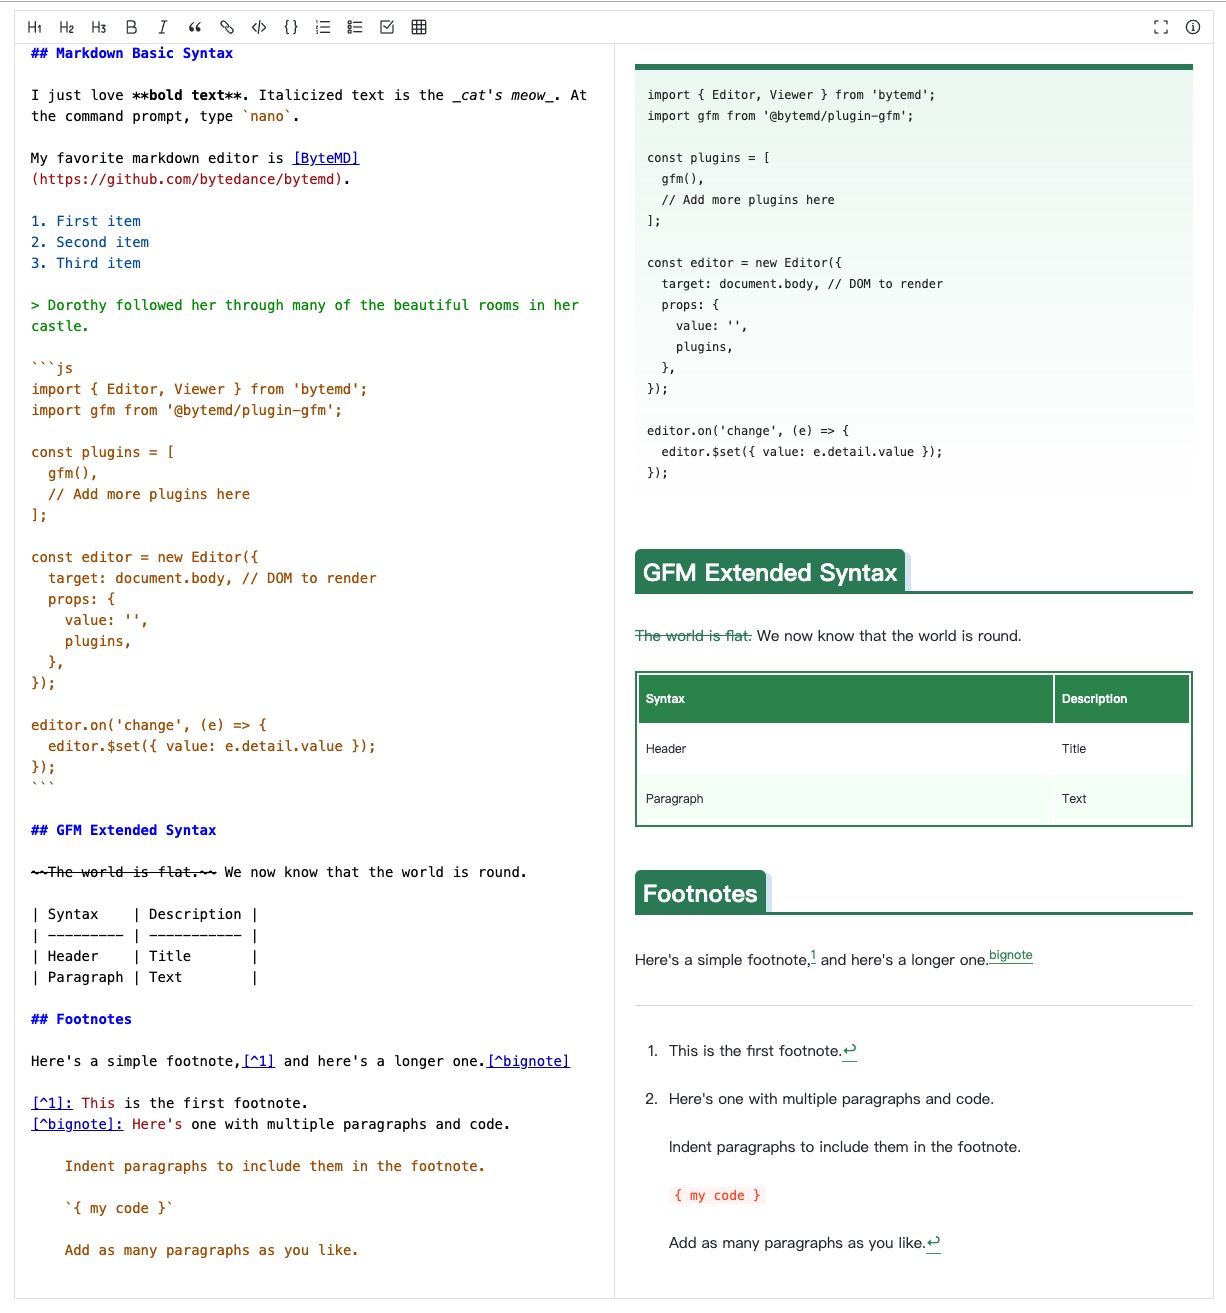 H1 H2 H3 B I “ </> { }
## Markdown Basic Syntax
I just love **bold text**. Italicized text is the _cat's meow_. At
the command prompt, type `nano`.
My favorite markdown editor is [ByteMD]
(https://github.com/bytedance/bytemd).
1. First item
2. Second item
3. Third item
> Dorothy followed her through many of the beautiful rooms in her
castle.
```js
import { Editor, Viewer } from 'bytemd';
import gfm from '@bytemd/plugin-gfm';
const plugins = [
  gfm(),
  // Add more plugins here
];
const editor = new Editor({
  target: document.body, // DOM to render
  props: {
    value: '',
    plugins,
  },
});
editor.on('change', (e) => {
  editor.$set({ value: e.detail.value });
});
```
## GFM Extended Syntax
~~The world is flat.~~ We now know that the world is round.
| Syntax    | Description |
| --------- | ----------- |
| Header    | Title       |
| Paragraph | Text        |
## Footnotes
Here's a simple footnote,[^1] and here's a longer one.[^bignote]
[^1]: This is the first footnote.
[^bignote]: Here's one with multiple paragraphs and code.
    Indent paragraphs to include them in the footnote.
    `{ my code }`
    Add as many paragraphs as you like.
import { Editor, Viewer } from 'bytemd';
import gfm from '@bytemd/plugin-gfm';
const plugins = [
  gfm(),
  // Add more plugins here
];
const editor = new Editor({
  target: document.body, // DOM to render
  props: {
    value: '',
    plugins,
  },
});
editor.on('change', (e) => {
  editor.$set({ value: e.detail.value });
});
GFM Extended Syntax
The world is flat. We now know that the world is round.
Syntax Description
Header Title
Paragraph Text
Footnotes
Here's a simple footnote,1 and here's a longer one.bignote
1. This is the first footnote.↩
2. Here's one with multiple paragraphs and code.
Indent paragraphs to include them in the footnote.
{ my code }
Add as many paragraphs as you like.↩